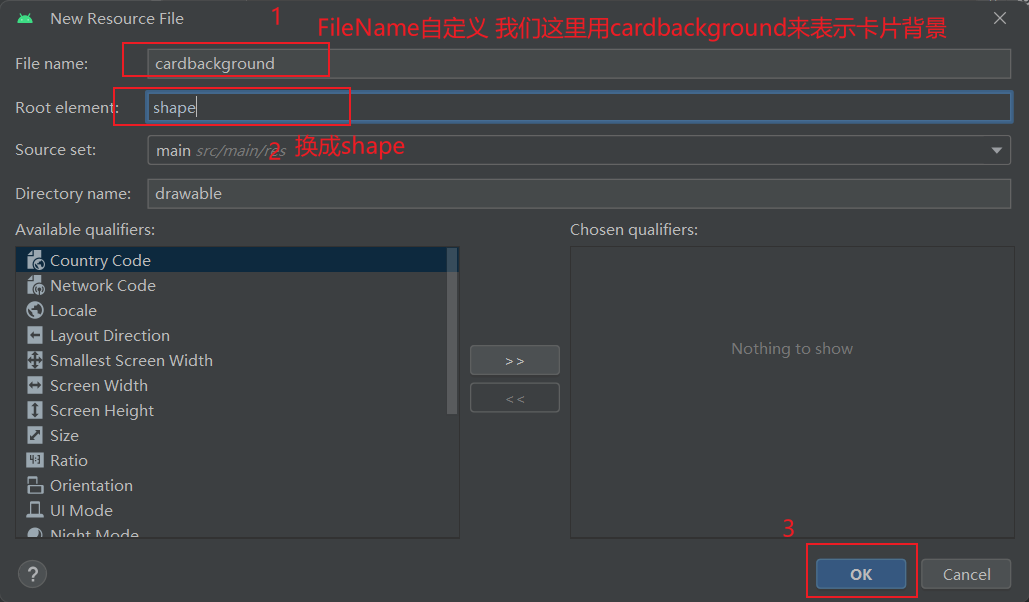 New Resource File
1
FileName自定义 我们这里用cardbackground来表示卡片背景
File name:
cardbackground
Root element:
shape
Source set:
main src/main/res
2 换成shape
Directory name:
drawable
Available qualifiers:
Chosen qualifiers:
Country Code
Network Code
Locale
Layout Direction
Smallest Screen Width
Screen Width
Screen Height
Size
Ratio
Orientation
UI Mode
Night Mode
>>
<<
Nothing to show
3
?
OK
Cancel